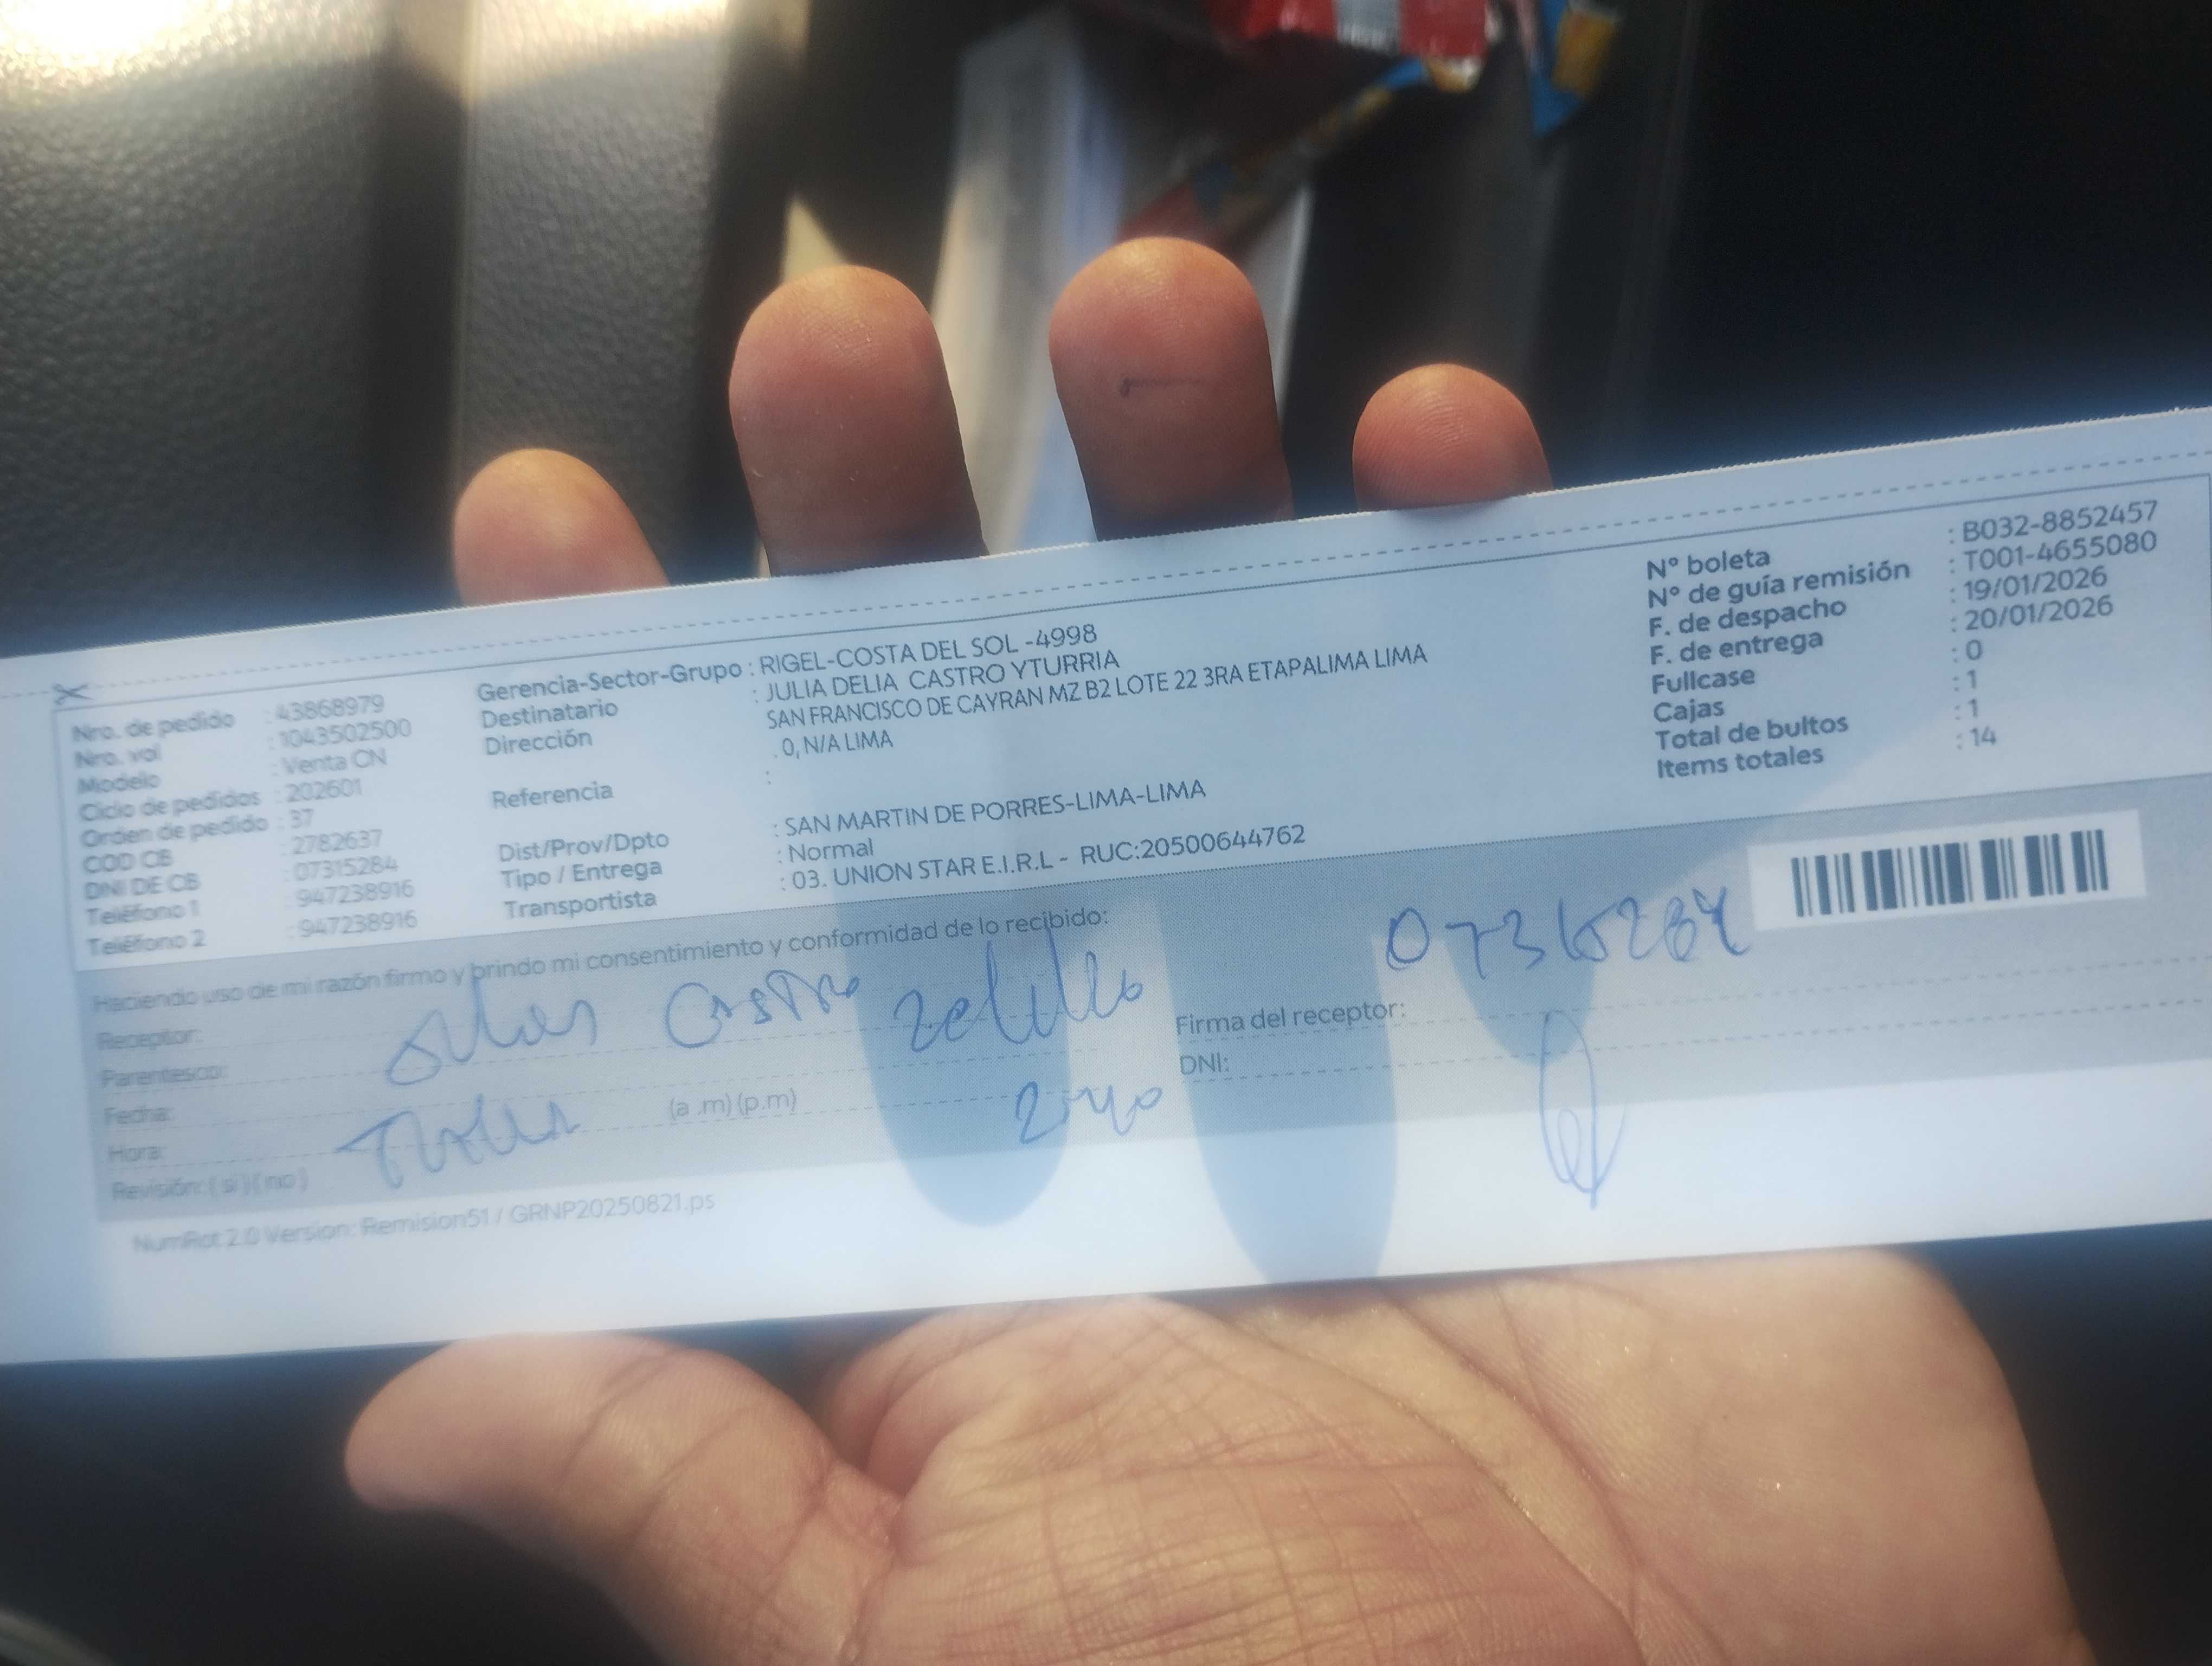 Nro. de pedido : 43868979
Nro. vol : 1043502500
Modelo : Venta CN
Ciclo de pedidos : 202601
Orden de pedido : 37
COD CB : 2782637
DNI DE CB : 07315284
Teléfono 1 : 947238916
Teléfono 2 : 947238916
Gerencia-Sector-Grupo : RIGEL-COSTA DEL SOL -4998
Destinatario : JULIA DELIA CASTRO YTURRIA
Dirección SAN FRANCISCO DE CAYRAN MZ B2 LOTE 22 3RA ETAPALIMA LIMA
. 0, N/A LIMA
Referencia :
Dist/Prov/Dpto : SAN MARTIN DE PORRES-LIMA-LIMA
Tipo / Entrega : Normal
Transportista : 03. UNION STAR E.I.R.L - RUC:20500644762
N° boleta : B032-8852457
N° de guía remisión : T001-4655080
F. de despacho : 19/01/2026
F. de entrega : 20/01/2026
Fullcase : 0
Cajas : 1
Total de bultos : 1
Items totales : 14
Haciendo uso de mi razón firmo y brindo mi consentimiento y conformidad de lo recibido:
Receptor: Castro
Parentesco:
Fecha:
Hora: (a .m) (p.m)
Revisión: ( si ) ( no )
Firma del receptor:
DNI:
NumRot 2.0 Version: Remision51 / GRNP20250821.ps